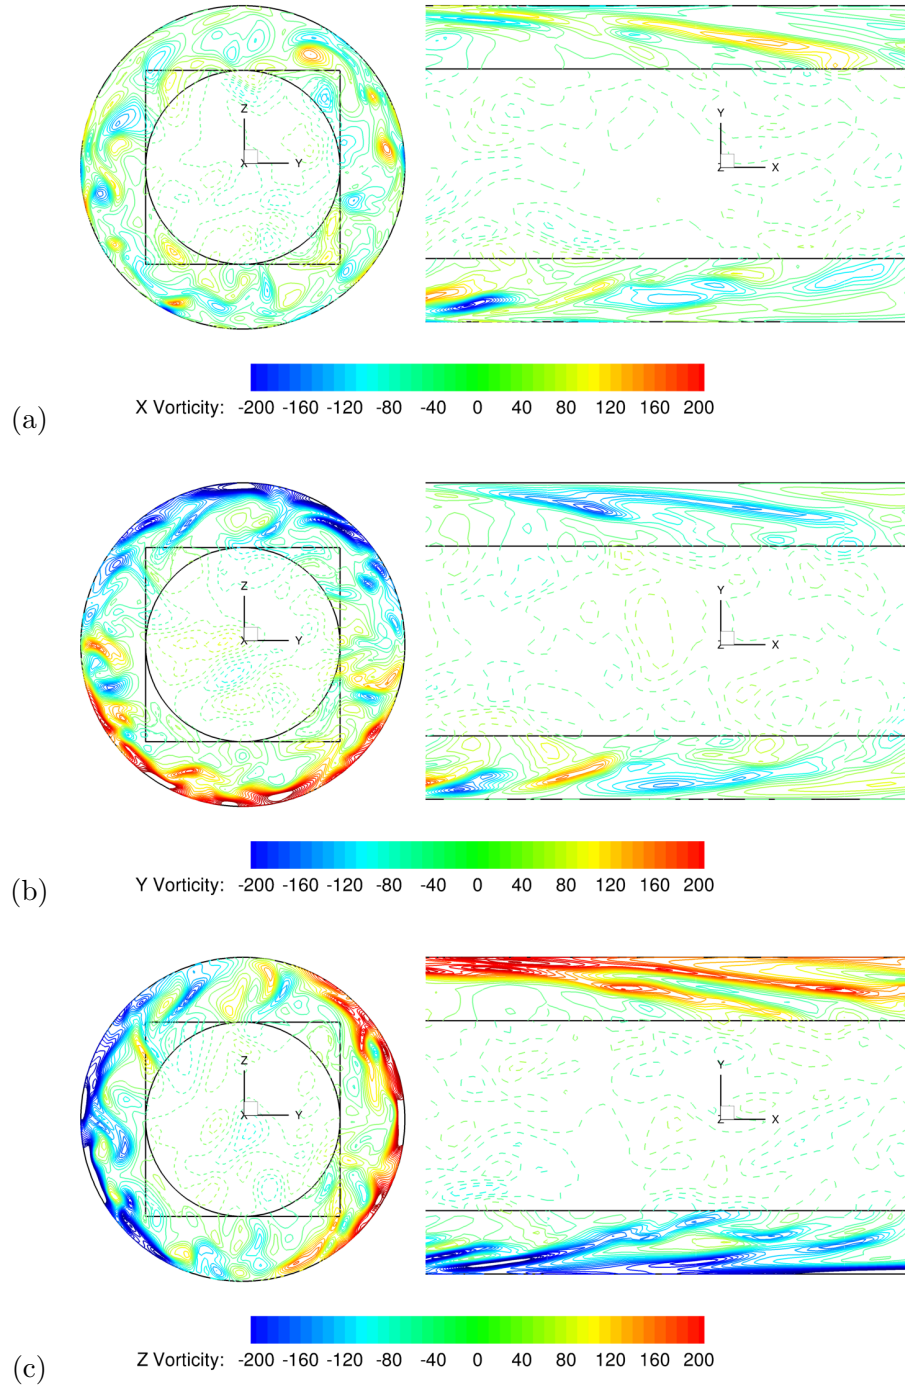 Z
X Y
Y
Z X
X Vorticity: -200 -160 -120 -80 -40 0 40 80 120 160 200
(a)
Z
X Y
Y
Z X
Y Vorticity: -200 -160 -120 -80 -40 0 40 80 120 160 200
(b)
Z
X Y
Y
Z X
Z Vorticity: -200 -160 -120 -80 -40 0 40 80 120 160 200
(c)